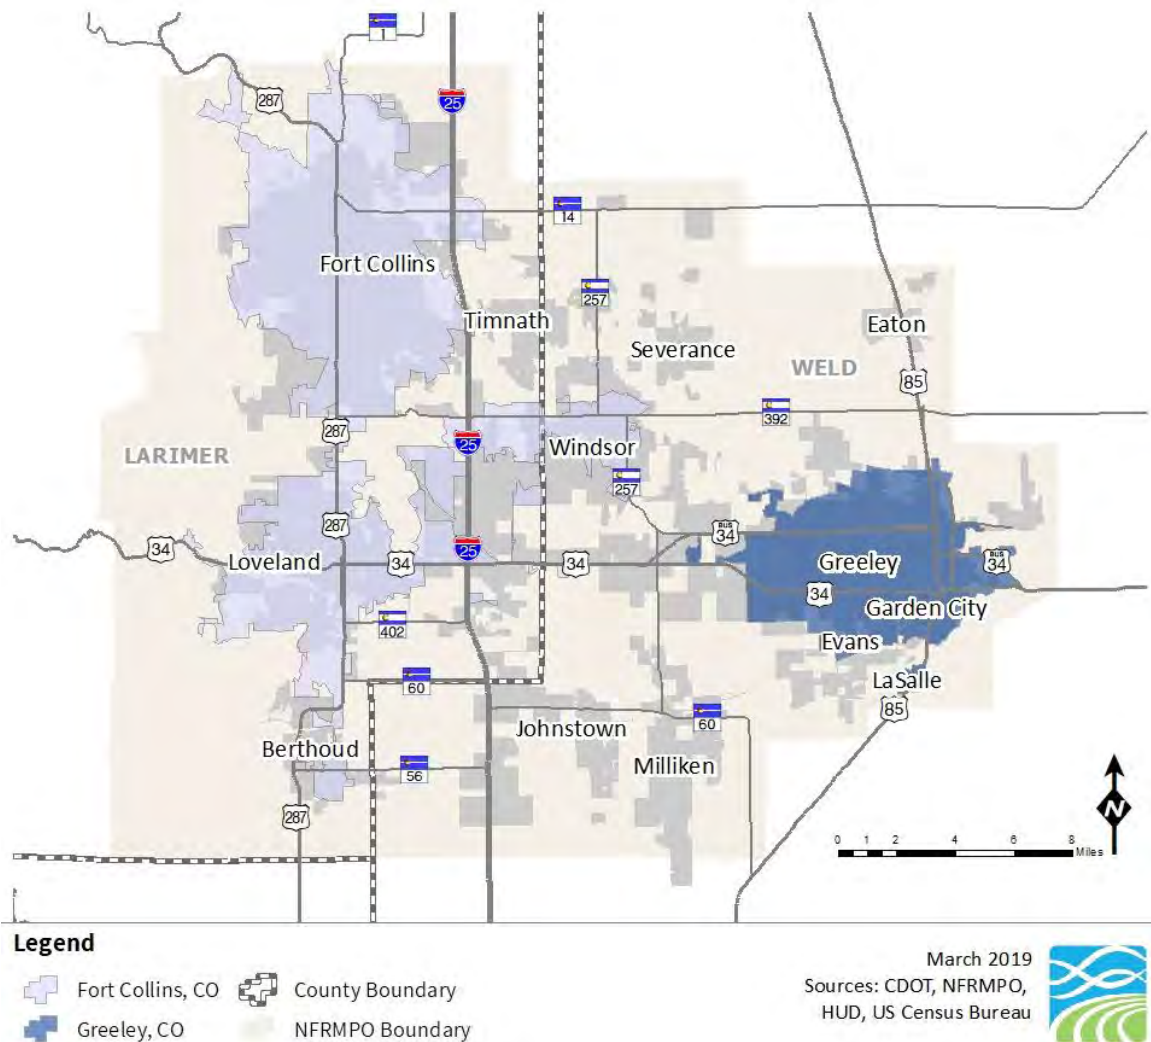 1
287
25
14
Fort Collins
257
Timnath
Eaton
Severance
WELD
85
392
287
25
LARIMER
Windsor
257
287
BUS
34
34
25
Loveland
34
34
Greeley
BUS
34
34
Garden City
402
Evans
60
LaSalle
85
60
Johnstown
Berthoud
56
Milliken
287
N
0 1 2 4 6 8
Miles
Legend
Fort Collins, CO
County Boundary
Greeley, CO
NFRMPO Boundary
March 2019
Sources: CDOT, NFRMPO,
HUD, US Census Bureau